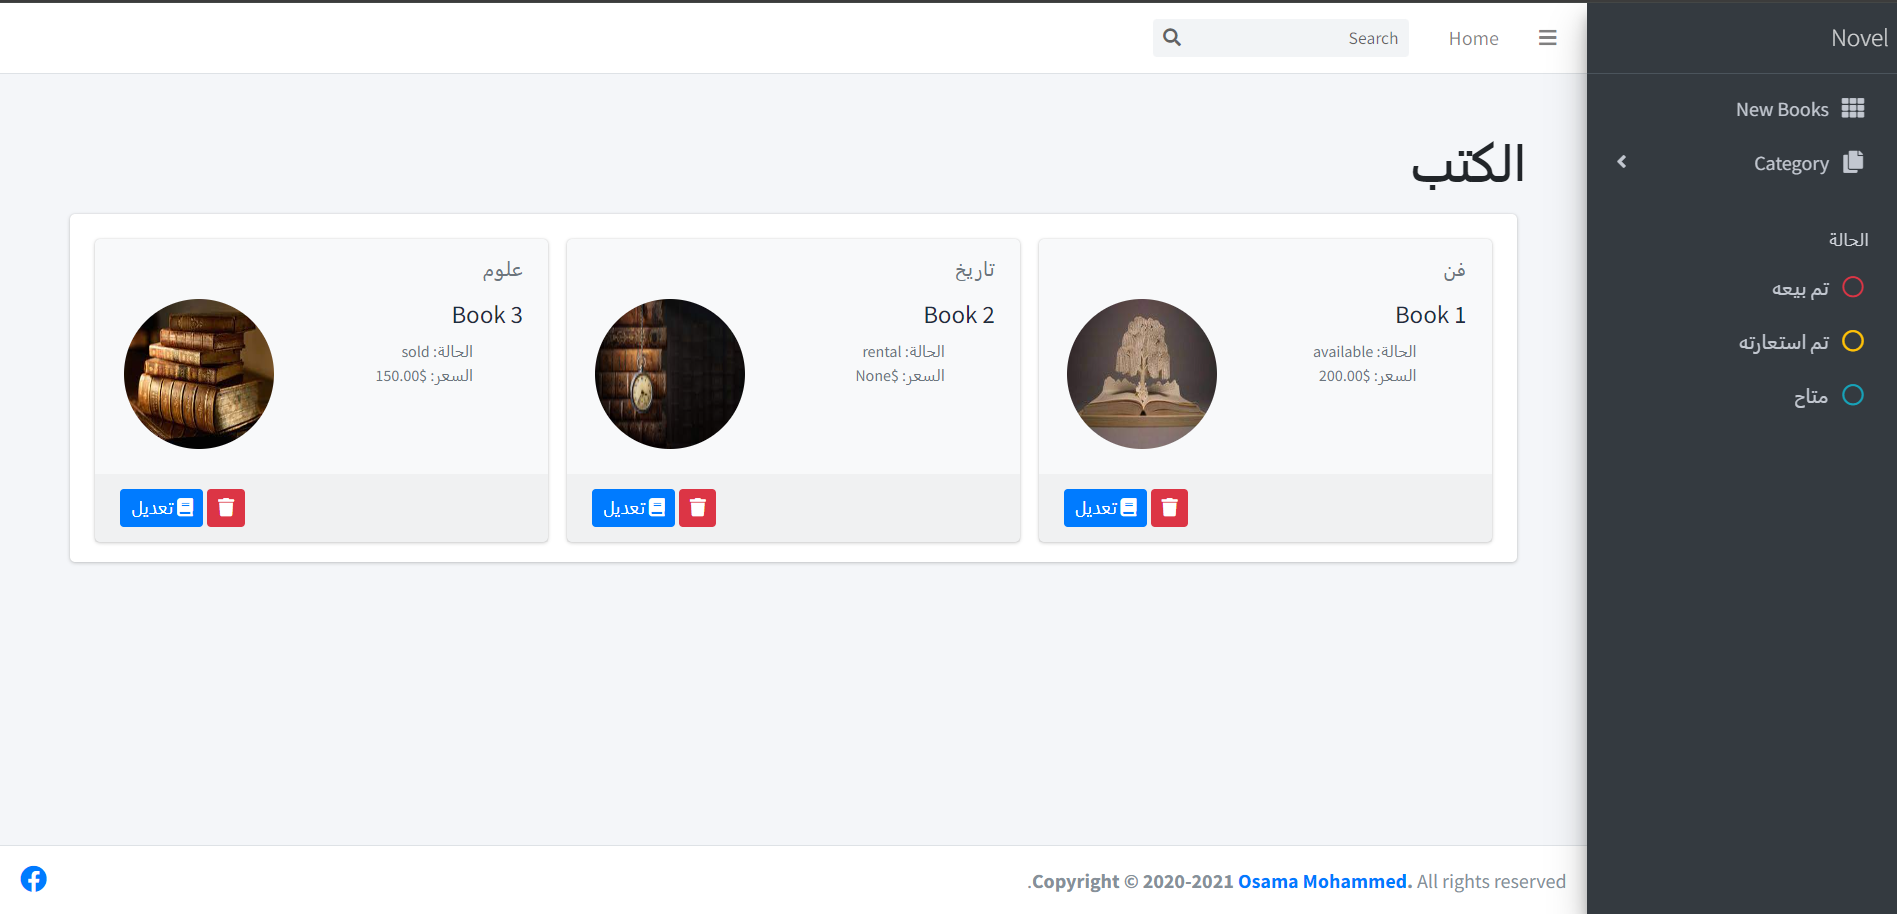 Novel
Home
Search
New Books
Category
الحالة
تم بيعه
تم استعارته
متاح
الكتب
فن
Book 1
الحالة: available
السعر: $200.00
تعديل
تاريخ
Book 2
الحالة: rental
السعر: $None
تعديل
علوم
Book 3
الحالة: sold
السعر: $150.00
تعديل
Copyright © 2020-2021 Osama Mohammed. All rights reserved.